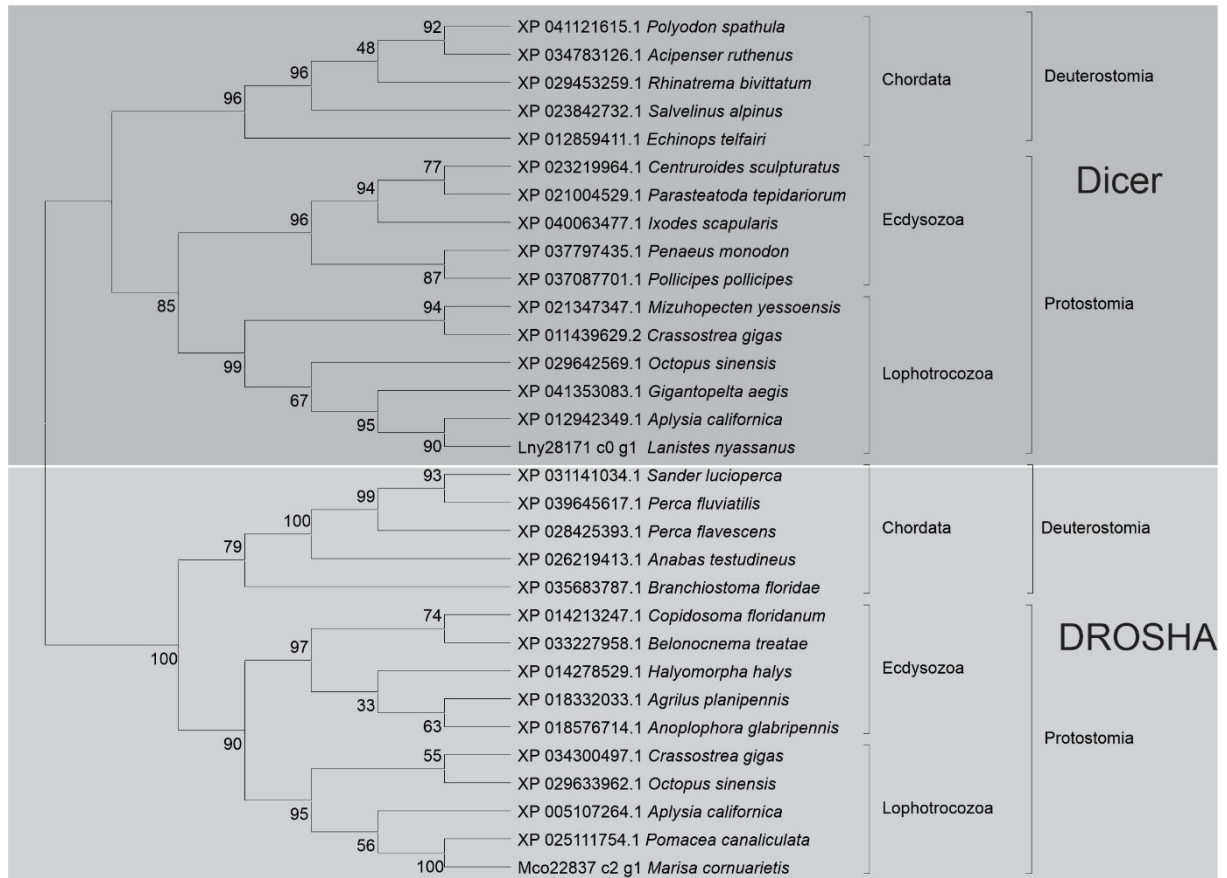 92
XP 041121615.1 Polyodon spathula
48
XP 034783126.1 Acipenser ruthenus
96
XP 029453259.1 Rhinatrema bivittatum
Chordata
Deuterostomia
96
XP 023842732.1 Salvelinus alpinus
XP 012859411.1 Echinops telfairi
77
XP 023219964.1 Centruroides sculpturatus
Dicer
94
XP 021004529.1 Parasteatoda tepidariorum
96
XP 040063477.1 Ixodes scapularis
Ecdysozoa
XP 037797435.1 Penaeus monodon
87
XP 037087701.1 Pollicipes pollicipes
85
94
XP 021347347.1 Mizuhopecten yessoensis
Protostomia
XP 011439629.2 Crassostrea gigas
99
XP 029642569.1 Octopus sinensis
Lophotrocozoa
67
XP 041353083.1 Gigantopelta aegis
95
XP 012942349.1 Aplysia californica
90
Lny28171 c0 g1 Lanistes nyassanus
93
XP 031141034.1 Sander lucioperca
99
XP 039645617.1 Perca fluviatilis
100
XP 028425393.1 Perca flavescens
Chordata
Deuterostomia
79
XP 026219413.1 Anabas testudineus
XP 035683787.1 Branchiostoma floridae
74
XP 014213247.1 Copidosoma floridanum
97
XP 033227958.1 Belonocnema treatae
DROSHA
100
XP 014278529.1 Halyomorpha halys
Ecdysozoa
33
XP 018332033.1 Agrilus planipennis
63
XP 018576714.1 Anoplophora glabripennis
90
55
XP 034300497.1 Crassostrea gigas
Protostomia
XP 029633962.1 Octopus sinensis
95
XP 005107264.1 Aplysia californica
Lophotrocozoa
56
XP 025111754.1 Pomacea canaliculata
100
Mco22837 c2 g1 Marisa cornuarietis